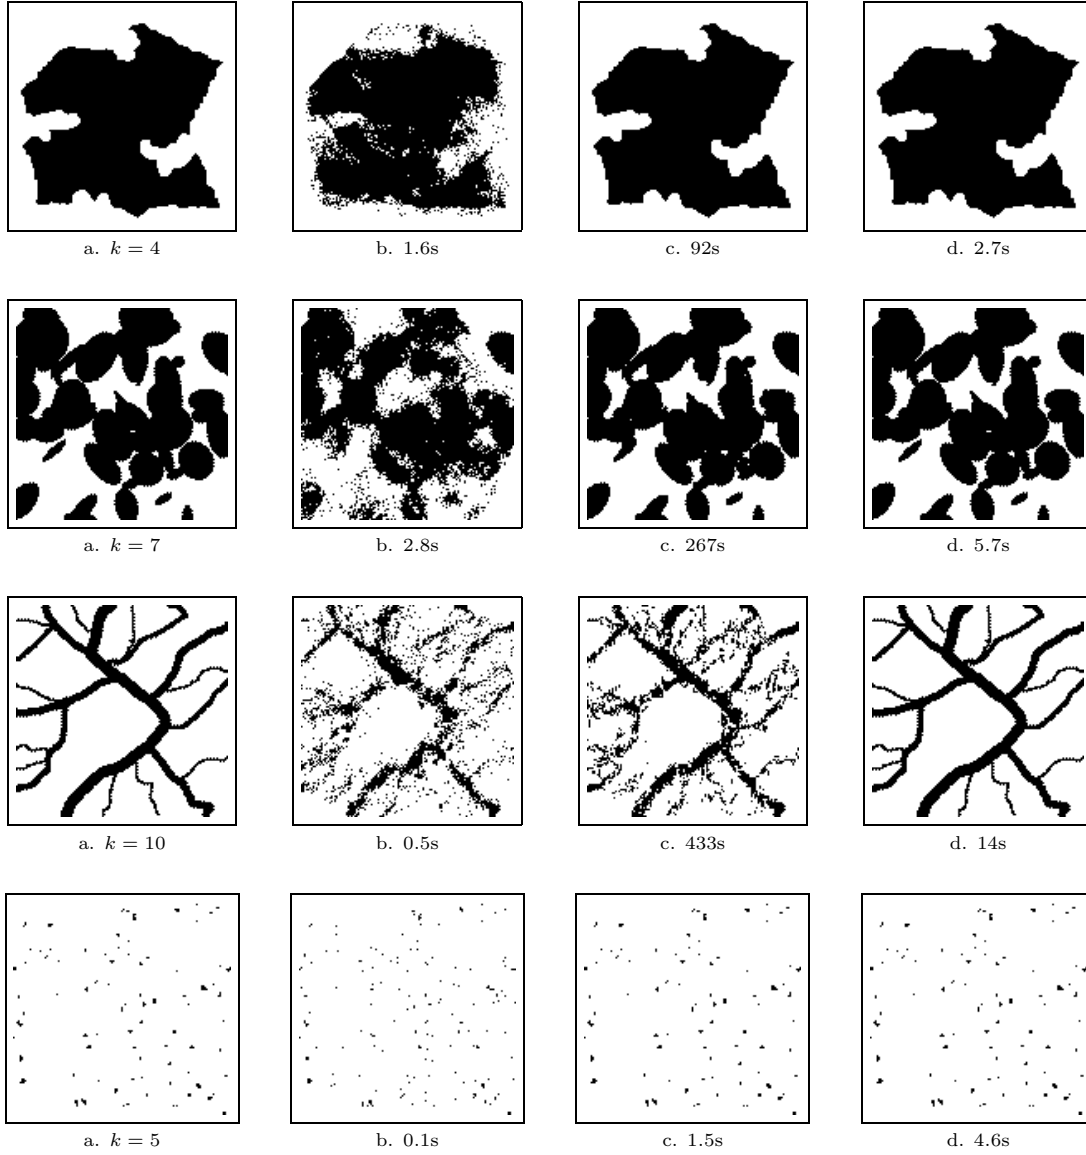 a. k = 4 b. 1.6s c. 92s d. 2.7s
a. k = 7 b. 2.8s c. 267s d. 5.7s
a. k = 10 b. 0.5s c. 433s d. 14s
a. k = 5 b. 0.1s c. 1.5s d. 4.6s